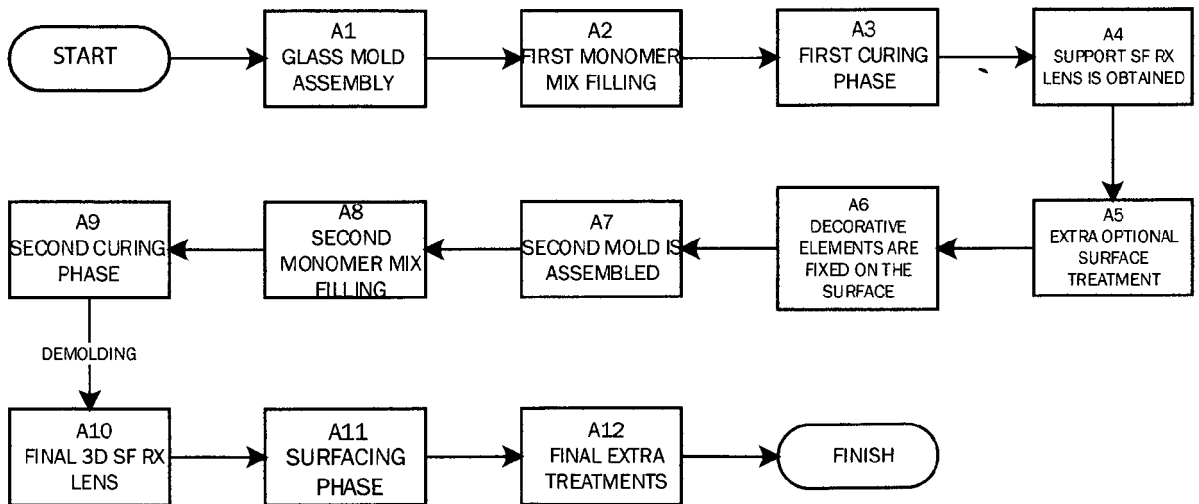 START
A1
GLASS MOLD
ASSEMBLY
A2
FIRST MONOMER
MIX FILLING
A3
FIRST CURING
PHASE
A4
SUPPORT SF RX
LENS IS OBTAINED
A5
EXTRA OPTIONAL
SURFACE
TREATMENT
A6
DECORATIVE
ELEMENTS ARE
FIXED ON THE
SURFACE
A7
SECOND MOLD IS
ASSEMBLED
A8
SECOND
MONOMER MIX
FILLING
A9
SECOND CURING
PHASE
DEMOLDING
A10
FINAL 3D SF RX
LENS
A11
SURFACING
PHASE
A12
FINAL EXTRA
TREATMENTS
FINISH